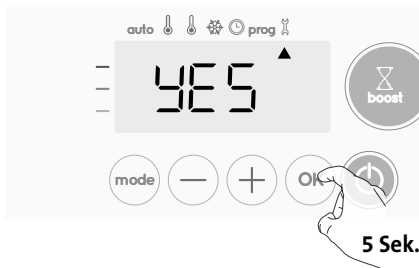 auto prog
YES
boost
mode − + OK
5 Sek.